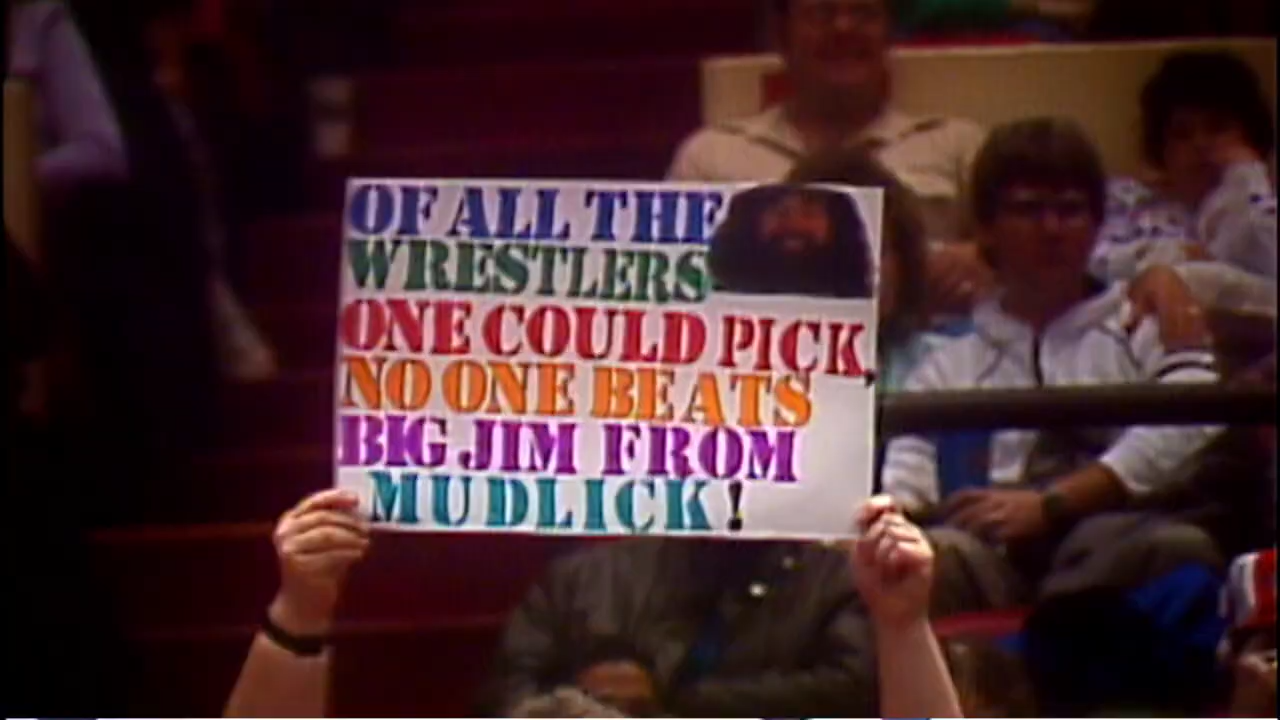 OF ALL THE
WRESTLERS
ONE COULD PICK,
NO ONE BEATS
BIG JIM FROM
MUDLICK!